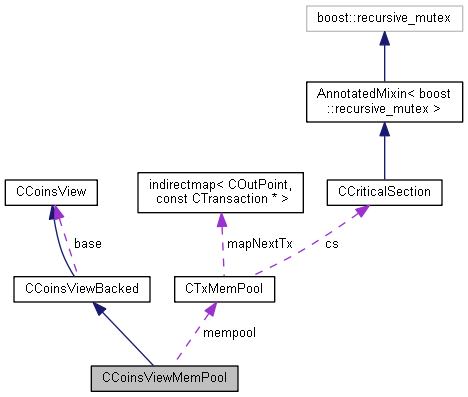 boost::recursive_mutex
AnnotatedMixin< boost
::recursive_mutex >
CCoinsView
indirectmap< COutPoint,
const CTransaction * >
CCriticalSection
base
mapNextTx
cs
CCoinsViewBacked
CTxMemPool
mempool
CCoinsViewMemPool